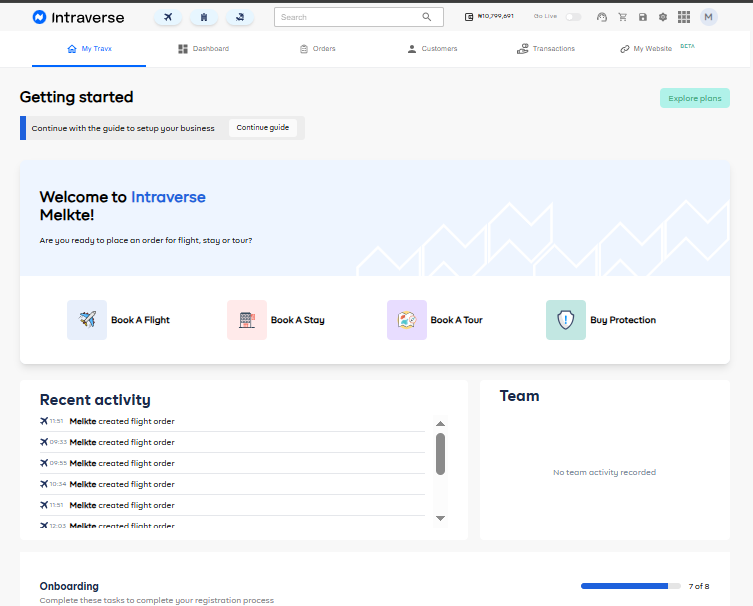 Intraverse
Search
₦10,799,691
Go Live
M
My Travx
Dashboard
Orders
Customers
Transactions
My Website BETA
Getting started
Explore plans
Continue with the guide to setup your business
Continue guide
Welcome to Intraverse
Melkte!
Are you ready to place an order for flight, stay or tour?
Book A Flight
Book A Stay
Book A Tour
Buy Protection
Recent activity
11:51 Melkte created flight order
09:33 Melkte created flight order
09:55 Melkte created flight order
10:34 Melkte created flight order
11:51 Melkte created flight order
12:03 Melkte created flight order
Team
No team activity recorded
Onboarding
7 of 8
Complete these tasks to complete your registration process